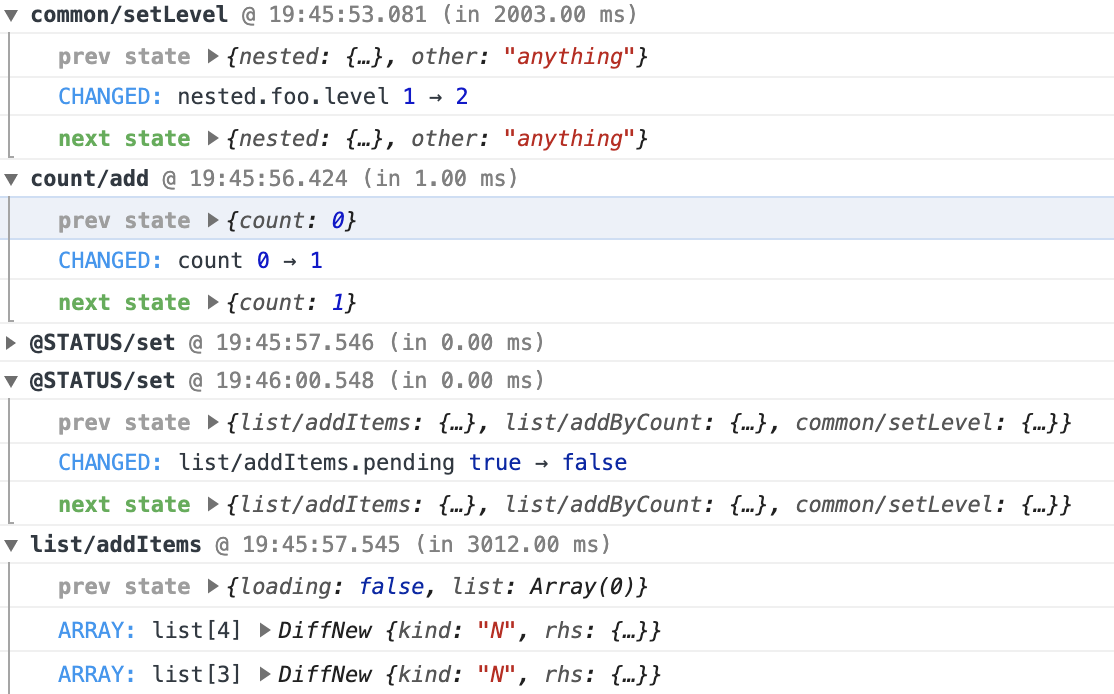 ▼ common/setLevel @ 19:45:53.081 (in 2003.00 ms)
prev state ▶ {nested: {…}, other: "anything"}
CHANGED: nested.foo.level 1 → 2
next state ▶ {nested: {…}, other: "anything"}
▼ count/add @ 19:45:56.424 (in 1.00 ms)
prev state ▶ {count: 0}
CHANGED: count 0 → 1
next state ▶ {count: 1}
▶ @STATUS/set @ 19:45:57.546 (in 0.00 ms)
▼ @STATUS/set @ 19:46:00.548 (in 0.00 ms)
prev state ▶ {list/addItems: {…}, list/addByCount: {…}, common/setLevel: {…}}
CHANGED: list/addItems.pending true → false
next state ▶ {list/addItems: {…}, list/addByCount: {…}, common/setLevel: {…}}
▼ list/addItems @ 19:45:57.545 (in 3012.00 ms)
prev state ▶ {loading: false, list: Array(0)}
ARRAY: list[4] ▶ DiffNew {kind: "N", rhs: {…}}
ARRAY: list[3] ▶ DiffNew {kind: "N", rhs: {…}}